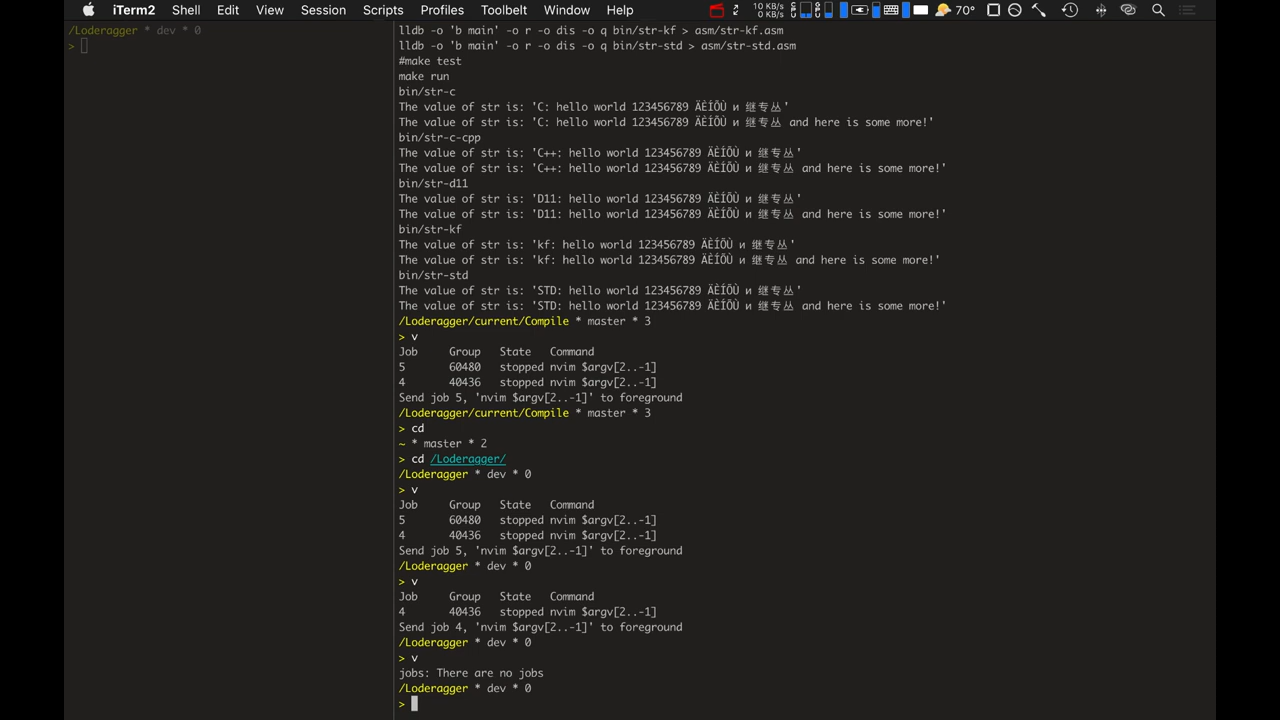 iTerm2 Shell Edit View Session Scripts Profiles Toolbelt Window Help 10 KB/s 0 KB/s 70°
/Loderagger * dev * 0
>
lldb -o 'b main' -o r -o dis -o q bin/str-kf > asm/str-kf.asm
lldb -o 'b main' -o r -o dis -o q bin/str-std > asm/str-std.asm
#make test
make run
bin/str-c
The value of str is: 'C: hello world 123456789 ÄÈÍÕÙ и 继专丛'
The value of str is: 'C: hello world 123456789 ÄÈÍÕÙ и 继专丛 and here is some more!'
bin/str-c-cpp
The value of str is: 'C++: hello world 123456789 ÄÈÍÕÙ и 继专丛'
The value of str is: 'C++: hello world 123456789 ÄÈÍÕÙ и 继专丛 and here is some more!'
bin/str-d11
The value of str is: 'D11: hello world 123456789 ÄÈÍÕÙ и 继专丛'
The value of str is: 'D11: hello world 123456789 ÄÈÍÕÙ и 继专丛 and here is some more!'
bin/str-kf
The value of str is: 'kf: hello world 123456789 ÄÈÍÕÙ и 继专丛'
The value of str is: 'kf: hello world 123456789 ÄÈÍÕÙ и 继专丛 and here is some more!'
bin/str-std
The value of str is: 'STD: hello world 123456789 ÄÈÍÕÙ и 继专丛'
The value of str is: 'STD: hello world 123456789 ÄÈÍÕÙ и 继专丛 and here is some more!'
/Loderagger/current/Compile * master * 3
> v
Job Group State Command
5 60480 stopped nvim $argv[2..-1]
4 40436 stopped nvim $argv[2..-1]
Send job 5, 'nvim $argv[2..-1]' to foreground
/Loderagger/current/Compile * master * 3
> cd
~ * master * 2
> cd /Loderagger/
/Loderagger * dev * 0
> v
Job Group State Command
5 60480 stopped nvim $argv[2..-1]
4 40436 stopped nvim $argv[2..-1]
Send job 5, 'nvim $argv[2..-1]' to foreground
/Loderagger * dev * 0
> v
Job Group State Command
4 40436 stopped nvim $argv[2..-1]
Send job 4, 'nvim $argv[2..-1]' to foreground
/Loderagger * dev * 0
> v
jobs: There are no jobs
/Loderagger * dev * 0
>